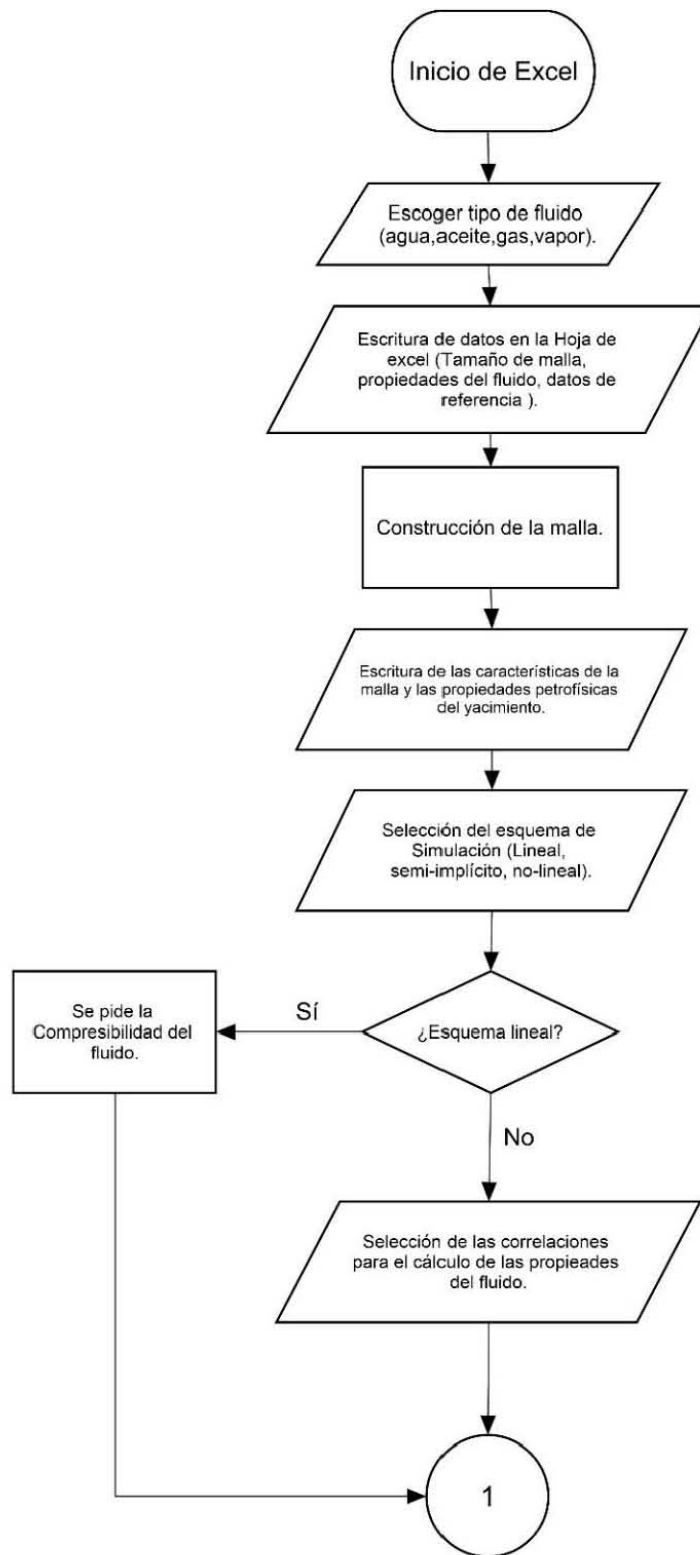 Inicio de Excel
Escoger tipo de fluido
(agua,aceite,gas,vapor).
Escritura de datos en la Hoja de
excel (Tamaño de malla,
propiedades del fluido, datos de
referencia ).
Construcción de la malla.
Escritura de las características de la
malla y las propiedades petrofísicas
del yacimiento.
Selección del esquema de
Simulación (Lineal,
semi-implícito, no-lineal).
Se pide la
Compresibilidad del
fluido.
Sí
¿Esquema lineal?
No
Selección de las correlaciones
para el cálculo de las propieades
del fluido.
1